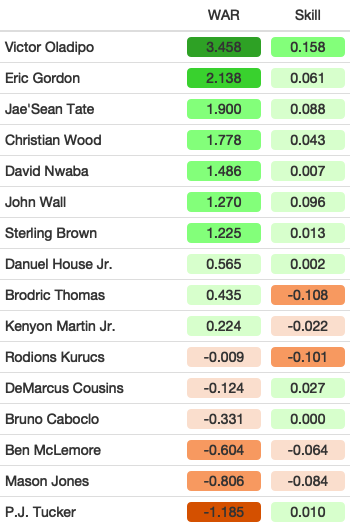 WAR Skill
Victor Oladipo 3.458 0.158
Eric Gordon 2.138 0.061
Jae'Sean Tate 1.900 0.088
Christian Wood 1.778 0.043
David Nwaba 1.486 0.007
John Wall 1.270 0.096
Sterling Brown 1.225 0.013
Danuel House Jr. 0.565 0.002
Brodric Thomas 0.435 -0.108
Kenyon Martin Jr. 0.224 -0.022
Rodions Kurucs -0.009 -0.101
DeMarcus Cousins -0.124 0.027
Bruno Caboclo -0.331 0.000
Ben McLemore -0.604 -0.064
Mason Jones -0.806 -0.084
P.J. Tucker -1.185 0.010